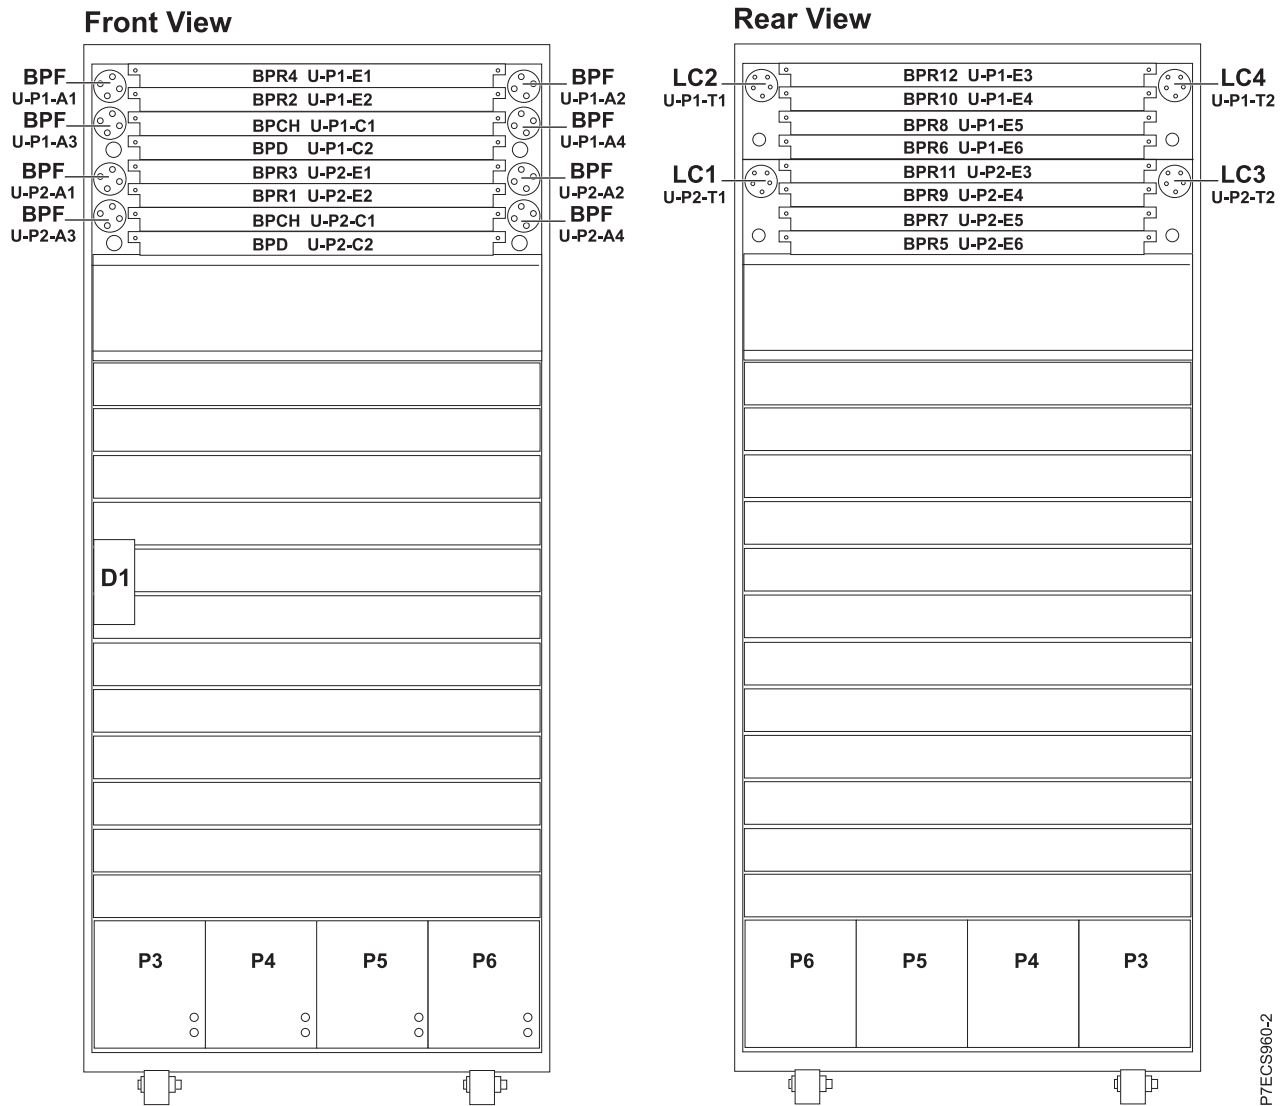 Front View
BPF
U-P1-A1
BPF
U-P1-A3
BPF
U-P2-A1
BPF
U-P2-A3
BPR4 U-P1-E1
BPR2 U-P1-E2
BPCH U-P1-C1
BPD U-P1-C2
BPR3 U-P2-E1
BPR1 U-P2-E2
BPCH U-P2-C1
BPD U-P2-C2
BPF
U-P1-A2
BPF
U-P1-A4
BPF
U-P2-A2
BPF
U-P2-A4
D1
P3 P4 P5 P6
Rear View
LC2
U-P1-T1
LC1
U-P2-T1
BPR12 U-P1-E3
BPR10 U-P1-E4
BPR8 U-P1-E5
BPR6 U-P1-E6
BPR11 U-P2-E3
BPR9 U-P2-E4
BPR7 U-P2-E5
BPR5 U-P2-E6
LC4
U-P1-T2
LC3
U-P2-T2
P6 P5 P4 P3
P7ECS960-2